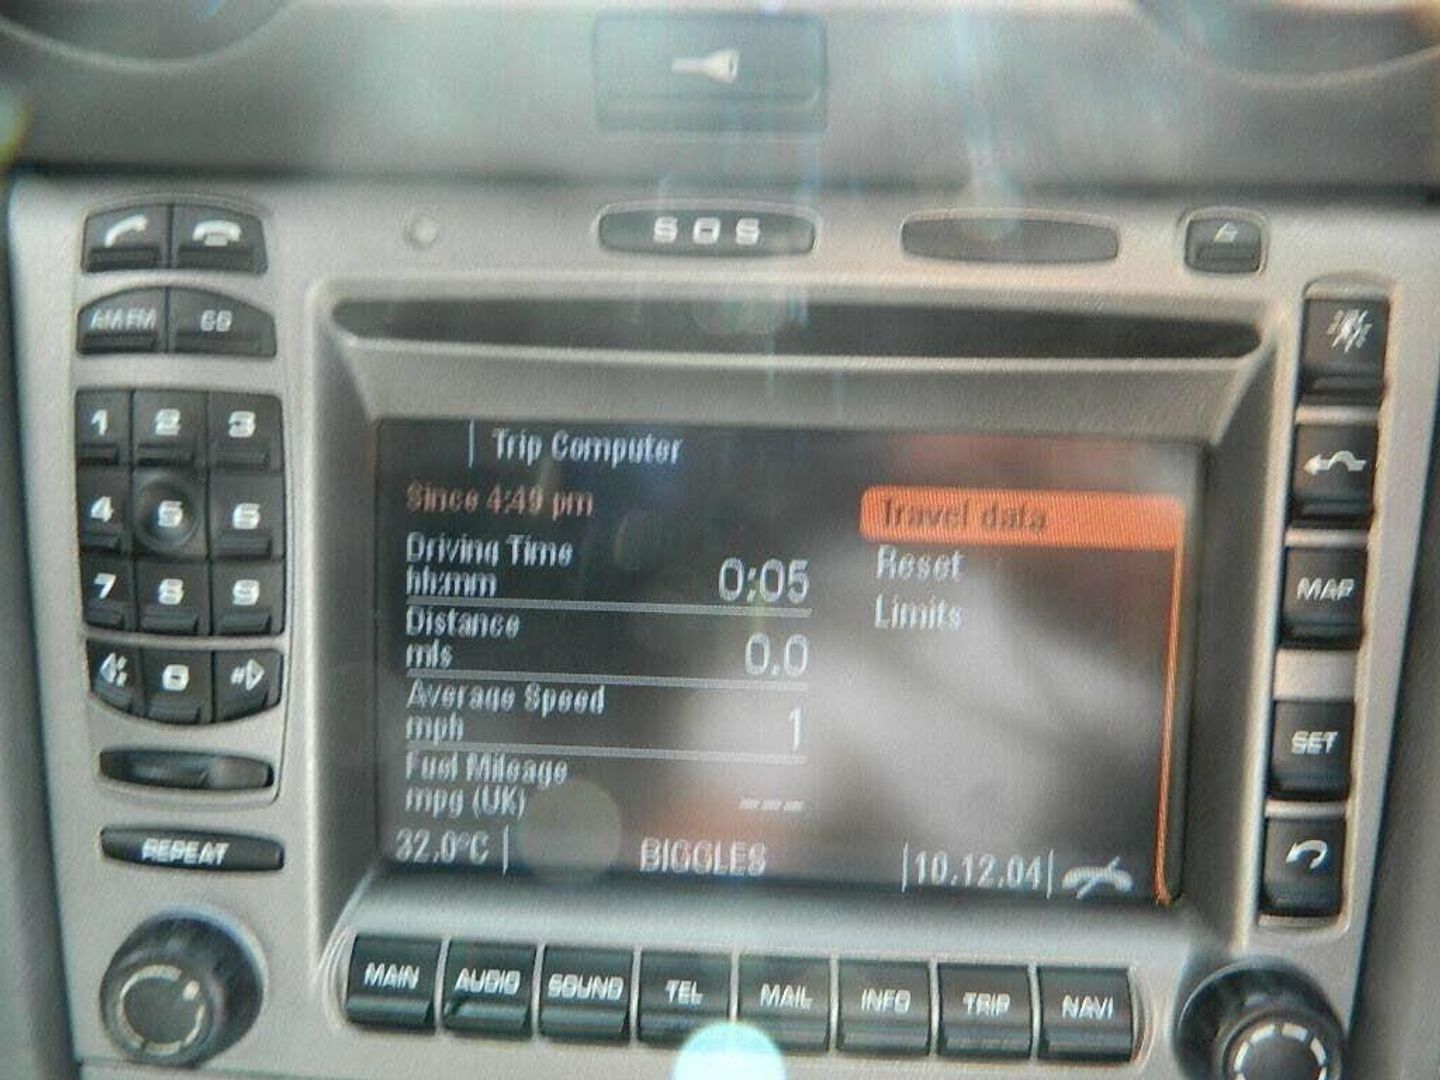 SOS
AM/FM CD
1 2 3
4 5 6
7 8 9
* 0 #
REPEAT
Trip Computer
Since 4:49 pm
Driving Time
hh:mm 0:05
Distance
mls 0.0
Average Speed
mph 1
Fuel Mileage
mpg (UK) ---
Travel data
Reset
Limits
32.0°C BIGGLES 10.12.04
MAP
SET
MAIN AUDIO SOUND TEL MAIL INFO TRIP NAVI